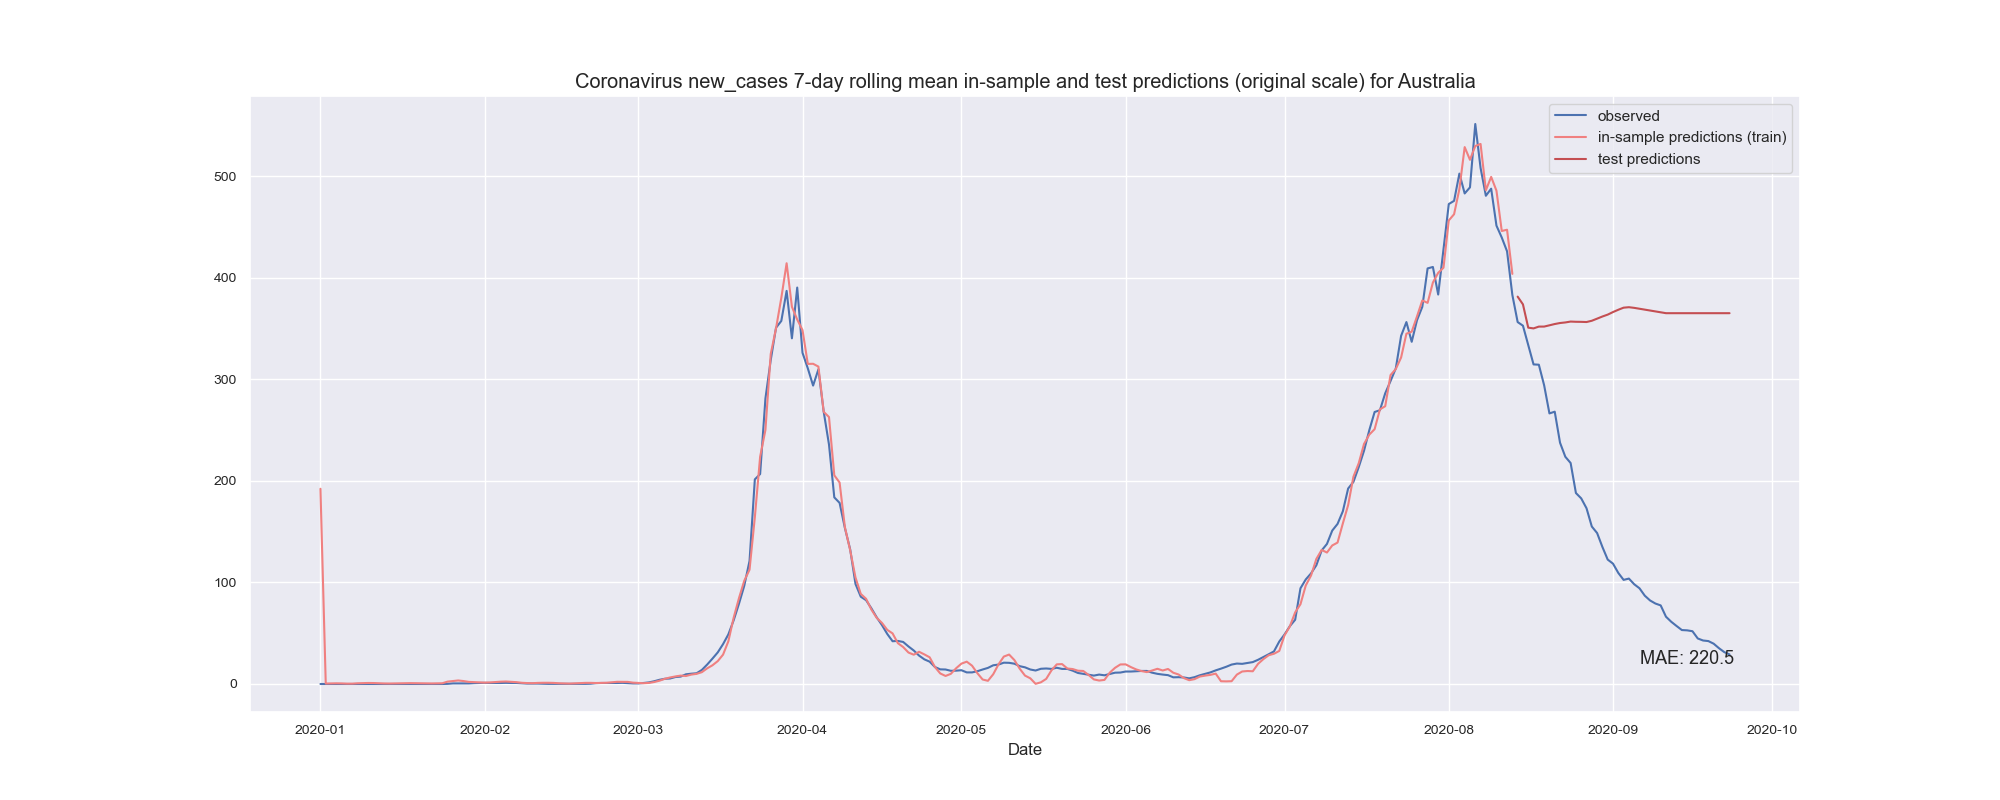 Coronavirus new_cases 7-day rolling mean in-sample and test predictions (original scale) for Australia
observed
in-sample predictions (train)
test predictions
500
400
300
200
100
0
MAE: 220.5
2020-01 2020-02 2020-03 2020-04 2020-05 2020-06 2020-07 2020-08 2020-09 2020-10
Date